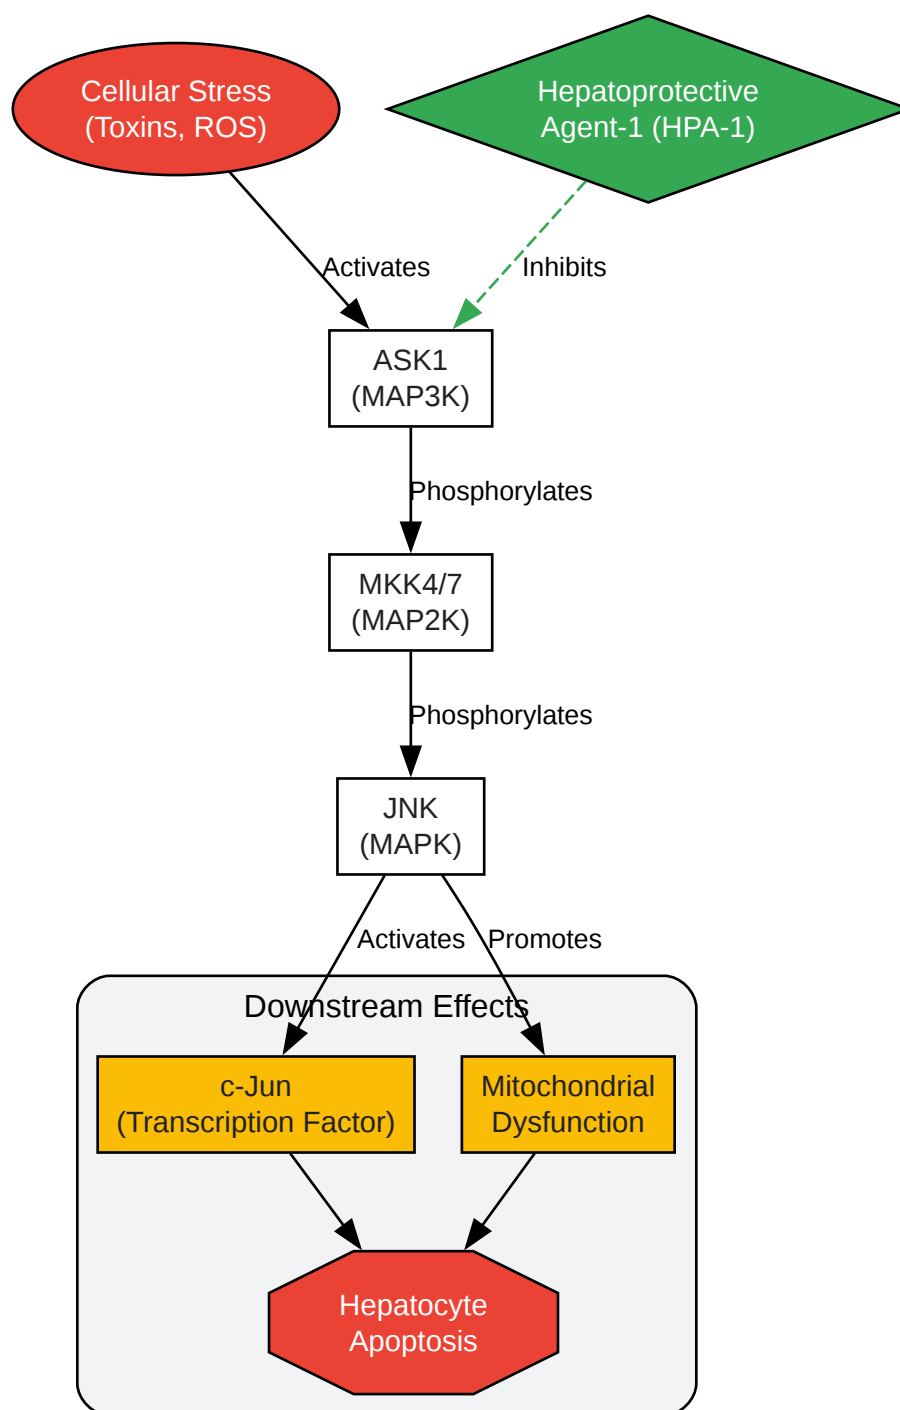 Cellular Stress
(Toxins, ROS)
Hepatoprotective
Agent-1 (HPA-1)
Activates
Inhibits
ASK1
(MAP3K)
Phosphorylates
MKK4/7
(MAP2K)
Phosphorylates
JNK
(MAPK)
Activates
Promotes
Downstream Effects
c-Jun
(Transcription Factor)
Mitochondrial
Dysfunction
Hepatocyte
Apoptosis